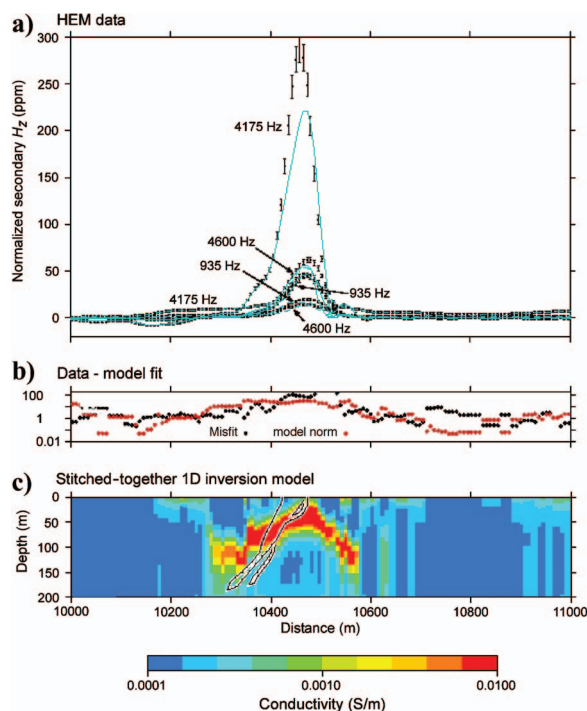 a) HEM data
300
250
200
150
100
50
0
Normalized secondary Hz (ppm)
4175 Hz
4600 Hz
935 Hz
935 Hz
4175 Hz
4600 Hz
b) Data - model fit
100
1
0.01
Misfit model norm
c) Stitched-together 1D inversion model
0
50
100
150
200
Depth (m)
10000 10200 10400 10600 10800 11000
Distance (m)
0.0001 0.0010 0.0100
Conductivity (S/m)